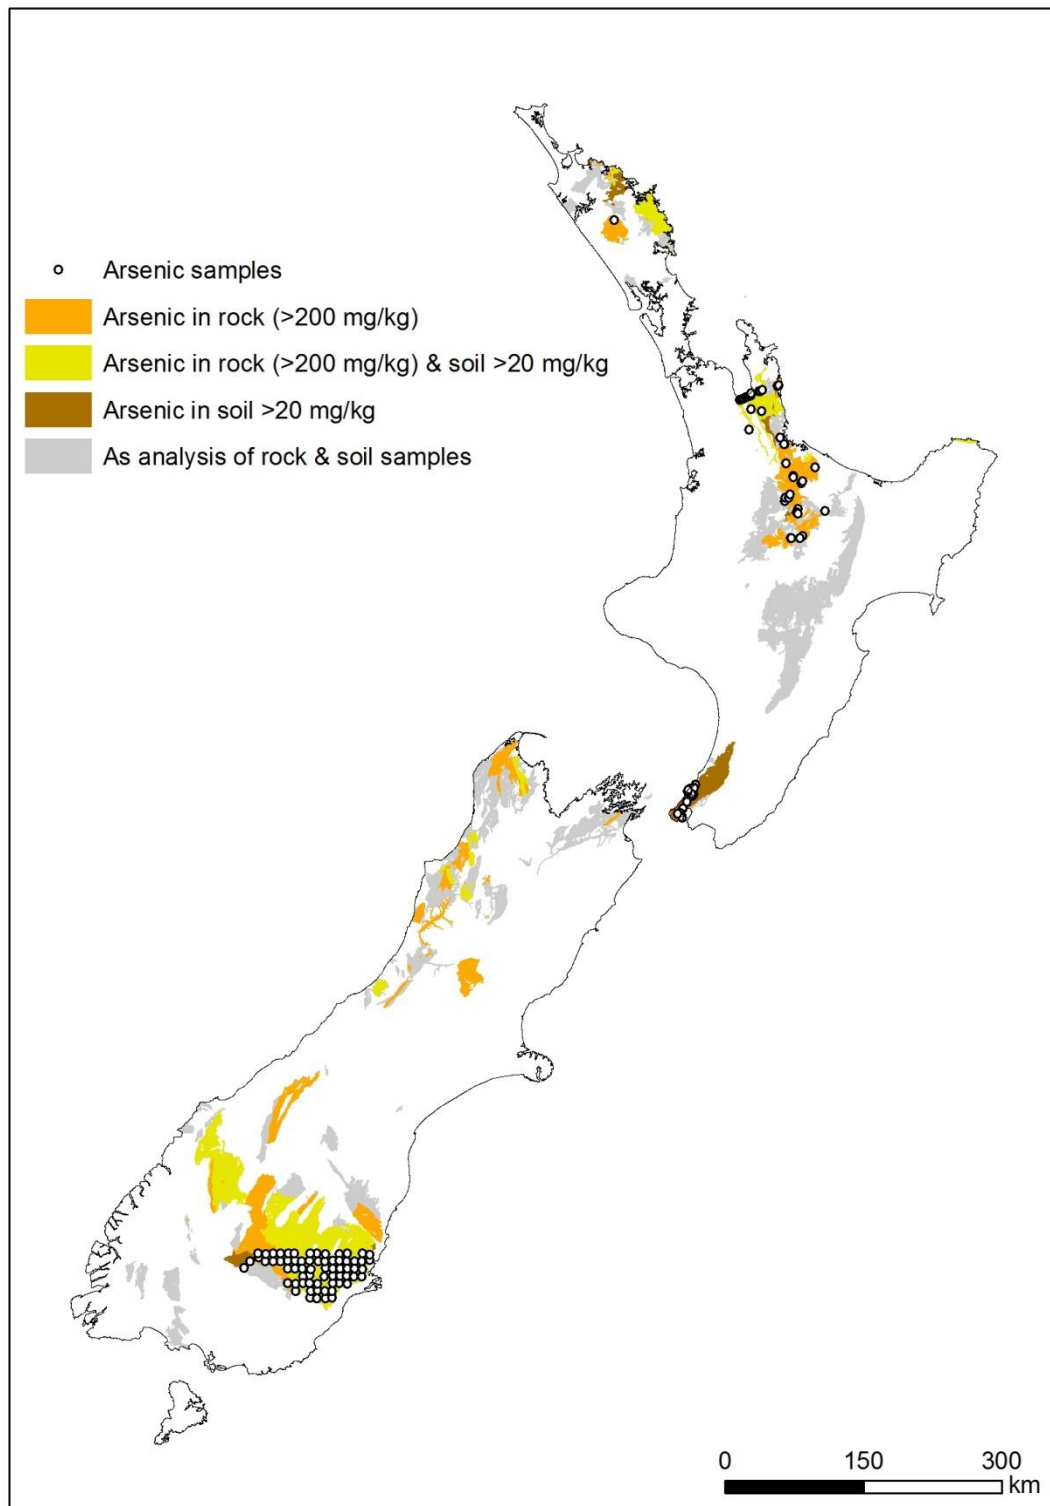 Arsenic samples
Arsenic in rock (>200 mg/kg)
Arsenic in rock (>200 mg/kg) & soil >20 mg/kg
Arsenic in soil >20 mg/kg
As analysis of rock & soil samples
0 150 300
km